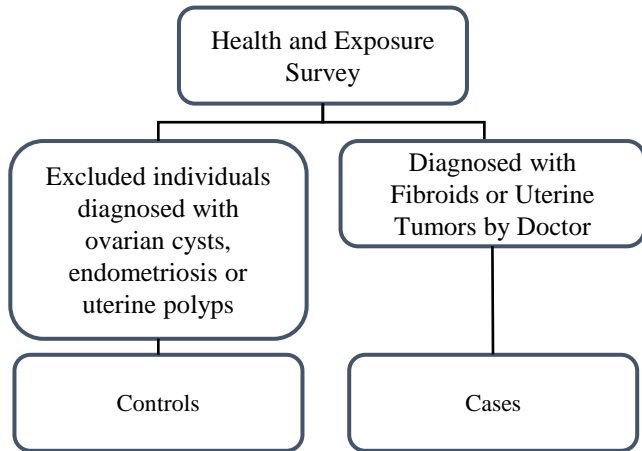 Health and Exposure
Survey
Excluded individuals
diagnosed with
ovarian cysts,
endometriosis or
uterine polyps
Diagnosed with
Fibroids or Uterine
Tumors by Doctor
Controls
Cases